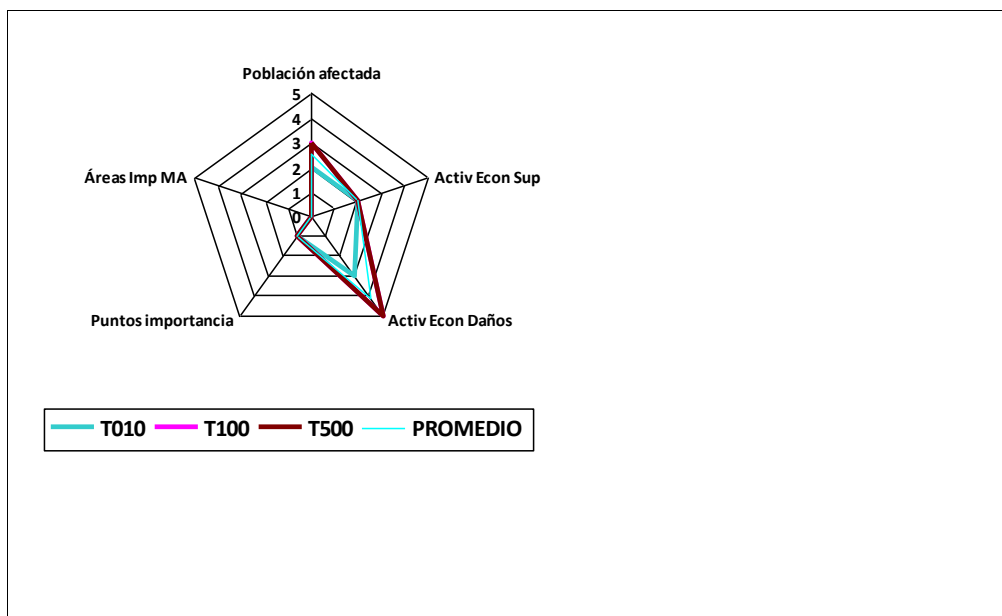 Población afectada
5
4
3
2
1
0
Áreas Imp MA
Activ Econ Sup
Puntos importancia
Activ Econ Daños
T010 T100 T500 PROMEDIO